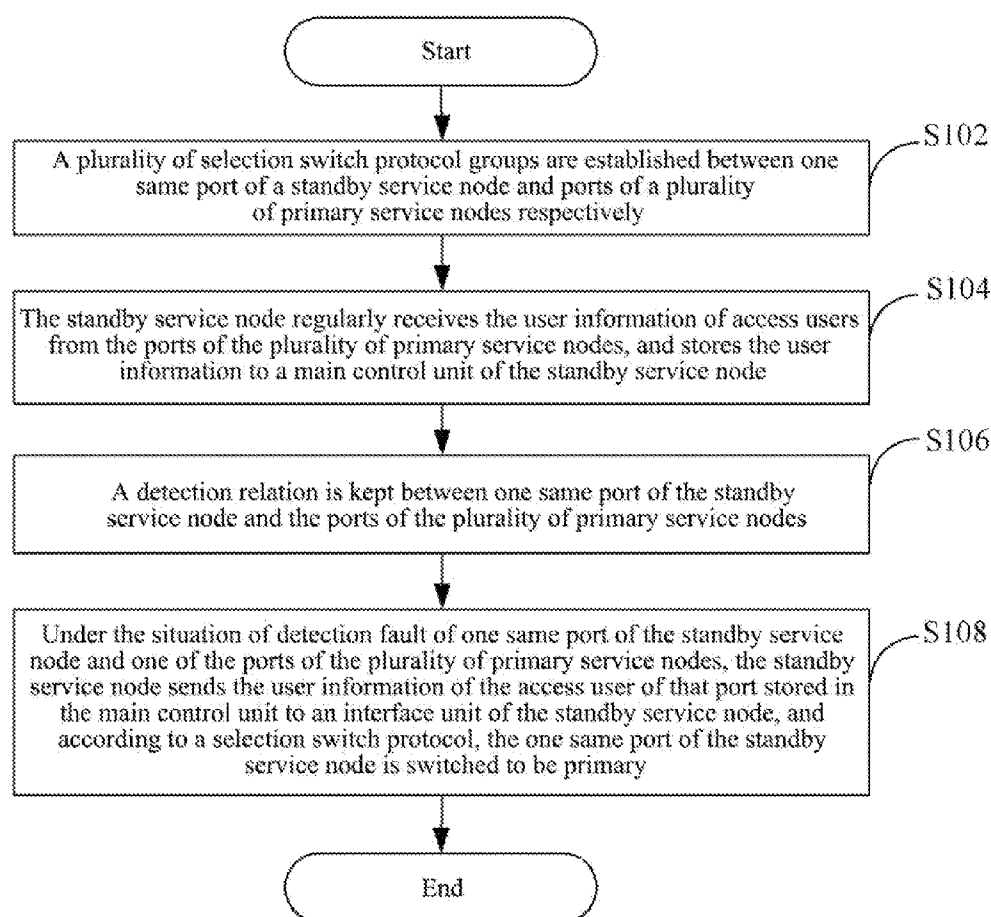 Start
S102
A plurality of selection switch protocol groups are established between one
same port of a standby service node and ports of a plurality
of primary service nodes respectively
S104
The standby service node regularly receives the user information of access users
from the ports of the plurality of primary service nodes, and stores the user
information to a main control unit of the standby service node
S106
A detection relation is kept between one same port of the standby
service node and the ports of the plurality of primary service nodes
S108
Under the situation of detection fault of one same port of the standby service
node and one of the ports of the plurality of primary service nodes, the standby
service node sends the user information of the access user of that port stored in
the main control unit to an interface unit of the standby service node, and
according to a selection switch protocol, the one same port of the standby
service node is switched to be primary
End